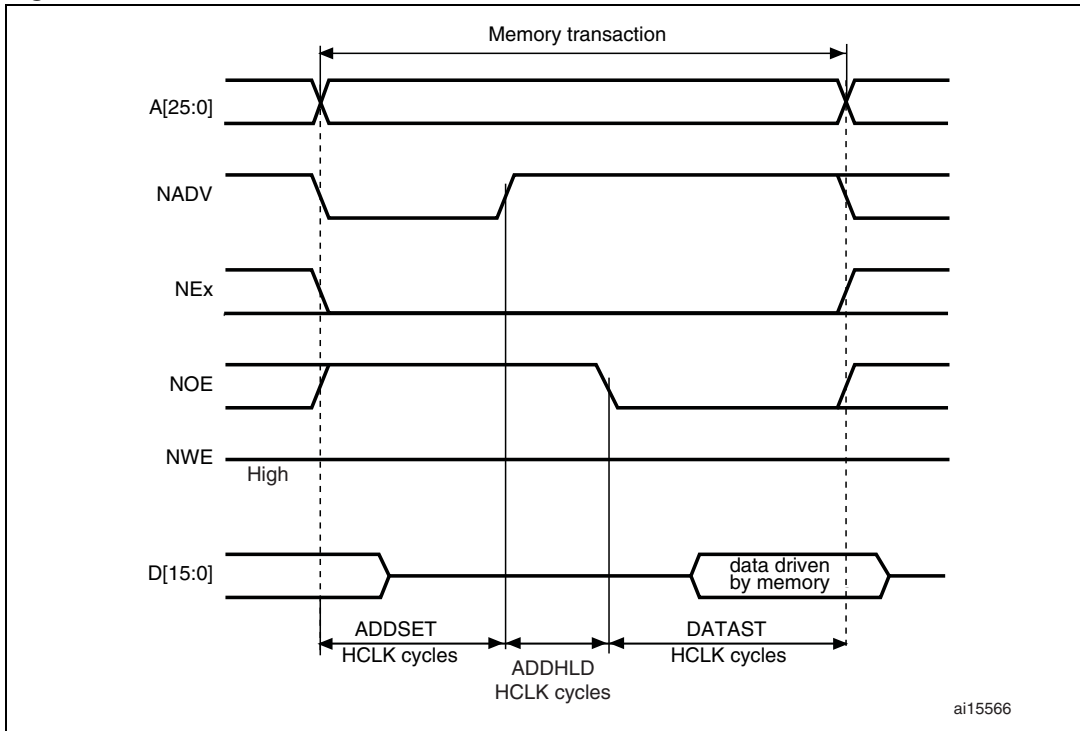 Memory transaction
A[25:0]
NADV
NEx
NOE
NWE
High
D[15:0]
data driven
by memory
ADDSET
HCLK cycles
ADDHLD
HCLK cycles
DATAST
HCLK cycles
ai15566